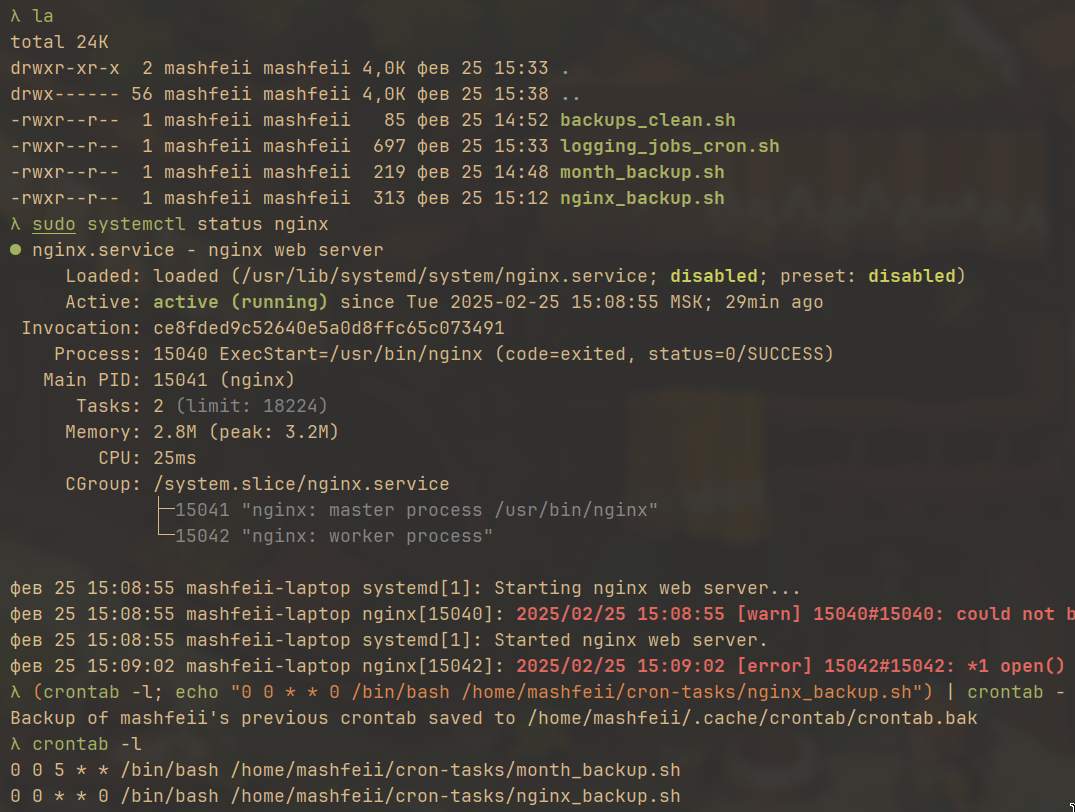 λ la
total 24K
drwxr-xr-x  2 mashfeii mashfeii 4,0K фев 25 15:33 .
drwx------ 56 mashfeii mashfeii 4,0K фев 25 15:38 ..
-rwxr--r--  1 mashfeii mashfeii   85 фев 25 14:52 backups_clean.sh
-rwxr--r--  1 mashfeii mashfeii  697 фев 25 15:33 logging_jobs_cron.sh
-rwxr--r--  1 mashfeii mashfeii  219 фев 25 14:48 month_backup.sh
-rwxr--r--  1 mashfeii mashfeii  313 фев 25 15:12 nginx_backup.sh
λ sudo systemctl status nginx
● nginx.service - nginx web server
     Loaded: loaded (/usr/lib/systemd/system/nginx.service; disabled; preset: disabled)
     Active: active (running) since Tue 2025-02-25 15:08:55 MSK; 29min ago
 Invocation: ce8fded9c52640e5a0d8ffc65c073491
    Process: 15040 ExecStart=/usr/bin/nginx (code=exited, status=0/SUCCESS)
   Main PID: 15041 (nginx)
      Tasks: 2 (limit: 18224)
     Memory: 2.8M (peak: 3.2M)
        CPU: 25ms
     CGroup: /system.slice/nginx.service
             ├─15041 "nginx: master process /usr/bin/nginx"
             └─15042 "nginx: worker process"

фев 25 15:08:55 mashfeii-laptop systemd[1]: Starting nginx web server...
фев 25 15:08:55 mashfeii-laptop nginx[15040]: 2025/02/25 15:08:55 [warn] 15040#15040: could not b
фев 25 15:08:55 mashfeii-laptop systemd[1]: Started nginx web server.
фев 25 15:09:02 mashfeii-laptop nginx[15042]: 2025/02/25 15:09:02 [error] 15042#15042: *1 open()
λ (crontab -l; echo "0 0 * * 0 /bin/bash /home/mashfeii/cron-tasks/nginx_backup.sh") | crontab -
Backup of mashfeii's previous crontab saved to /home/mashfeii/.cache/crontab/crontab.bak
λ crontab -l
0 0 5 * * /bin/bash /home/mashfeii/cron-tasks/month_backup.sh
0 0 * * 0 /bin/bash /home/mashfeii/cron-tasks/nginx_backup.sh